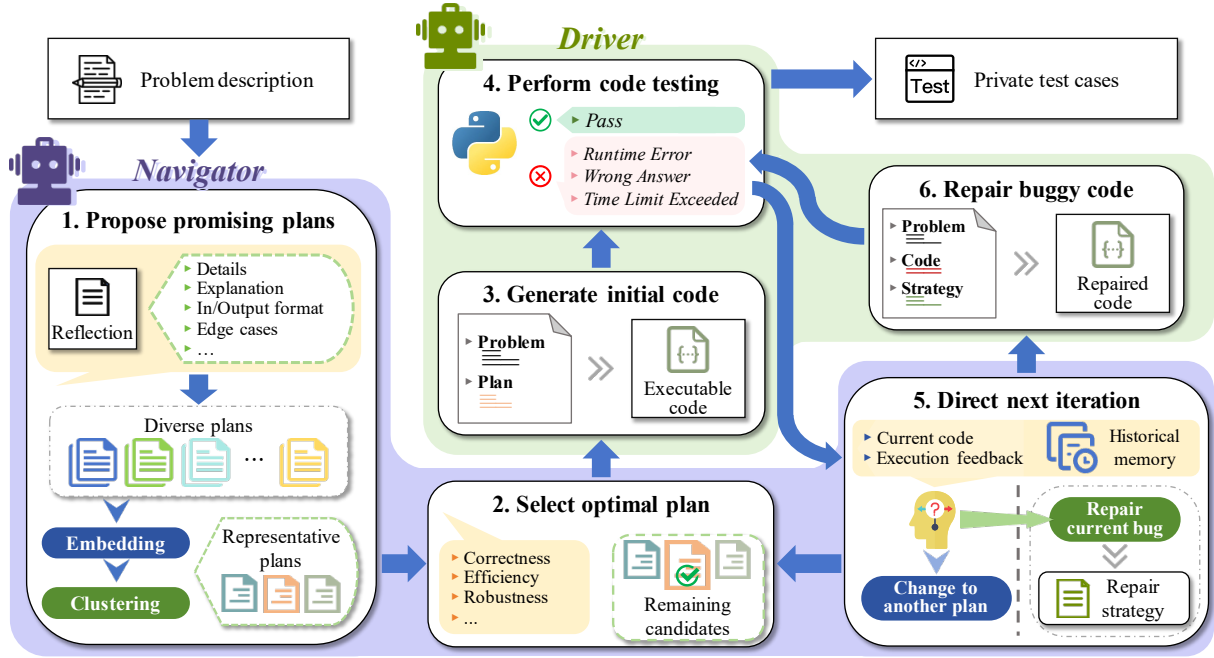 Problem description
Navigator
1. Propose promising plans
Reflection
Details
Explanation
In/Output format
Edge cases
...
Diverse plans
...
Embedding
Clustering
Representative
plans
2. Select optimal plan
Correctness
Efficiency
Robustness
...
Remaining
candidates
Driver
3. Generate initial code
Problem
Plan
{··}
Executable
code
4. Perform code testing
Pass
Runtime Error
Wrong Answer
Time Limit Exceeded
</>
Test
Private test cases
5. Direct next iteration
Current code
Execution feedback
Historical
memory
?
Change to
another plan
Repair
current bug
Repair
strategy
6. Repair buggy code
Problem
Code
Strategy
{··}
Repaired
code